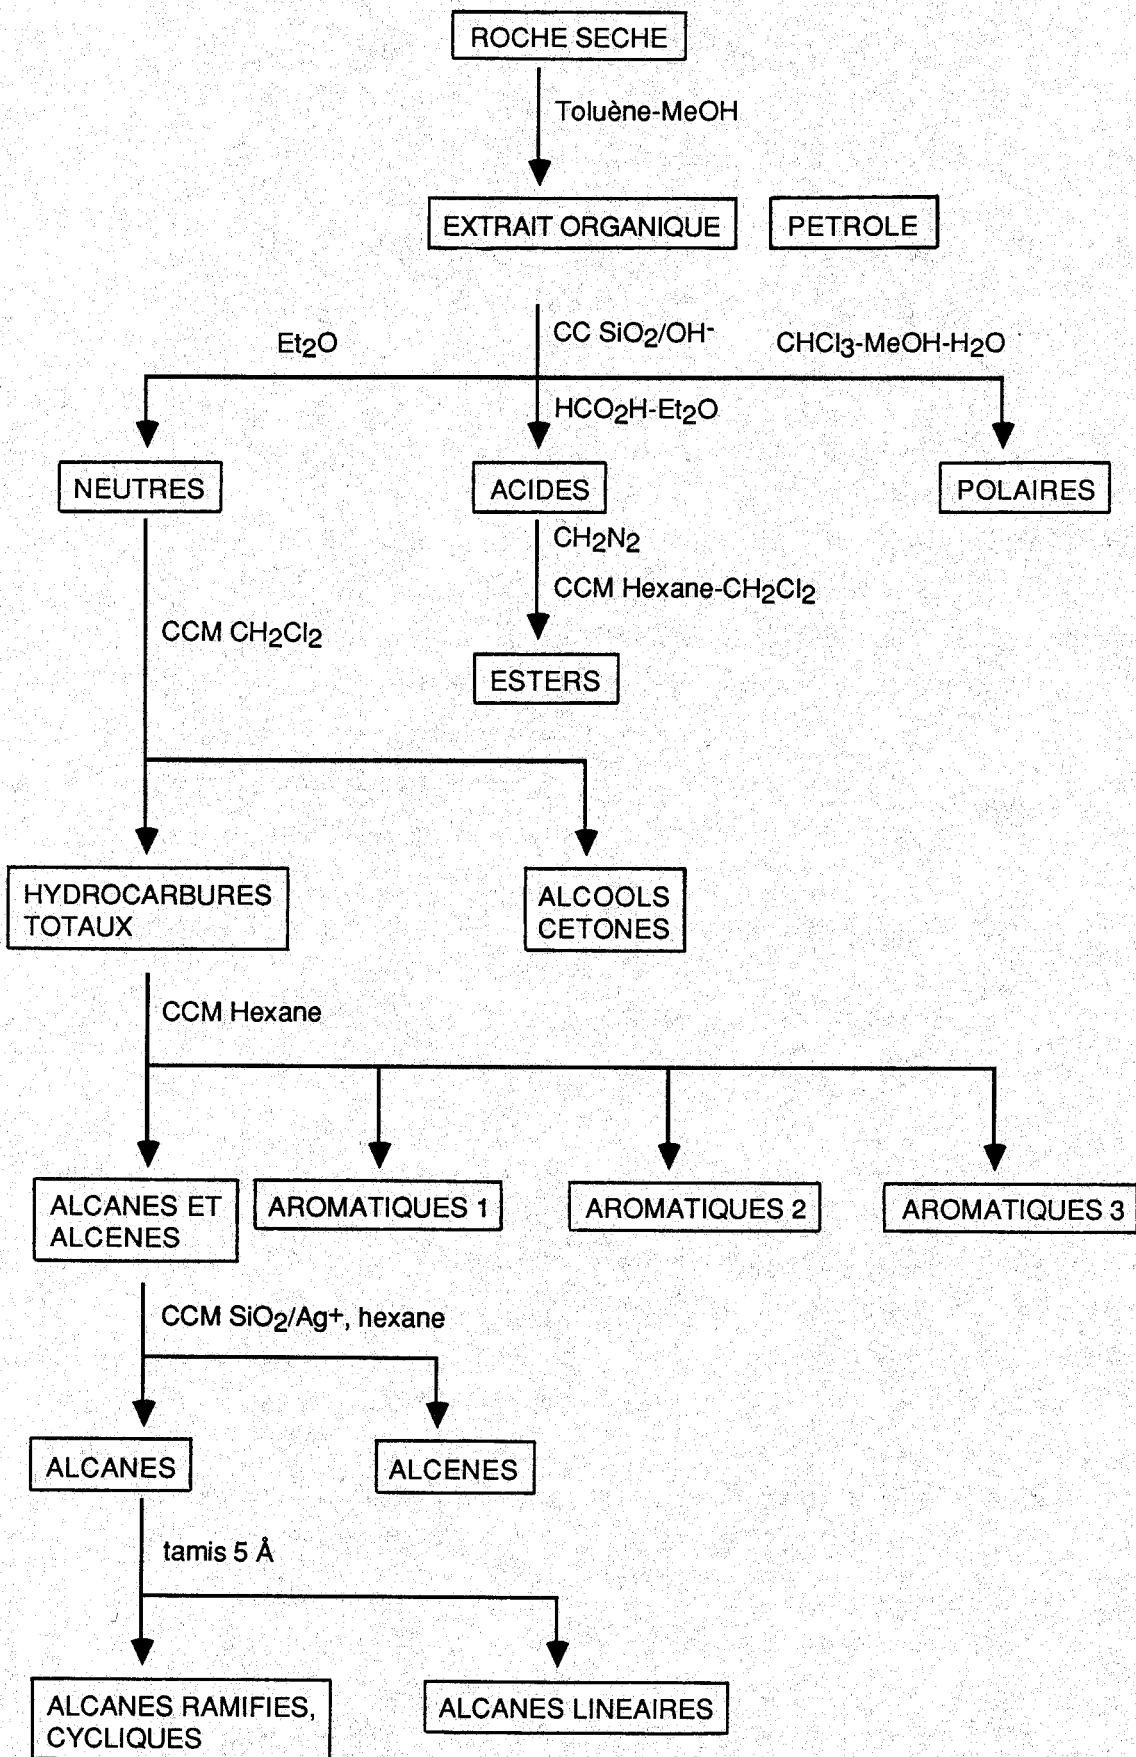 ROCHE SECHE
Toluène-MeOH
EXTRAIT ORGANIQUE
PETROLE
Et2O
CC SiO2/OH-
CHCl3-MeOH-H2O
HCO2H-Et2O
NEUTRES
ACIDES
POLAIRES
CH2N2
CCM Hexane-CH2Cl2
CCM CH2Cl2
ESTERS
HYDROCARBURES
TOTAUX
ALCOOLS
CETONES
CCM Hexane
ALCANES ET
ALCENES
AROMATIQUES 1
AROMATIQUES 2
AROMATIQUES 3
CCM SiO2/Ag+, hexane
ALCANES
ALCENES
tamis 5 Å
ALCANES RAMIFIES,
CYCLIQUES
ALCANES LINEAIRES